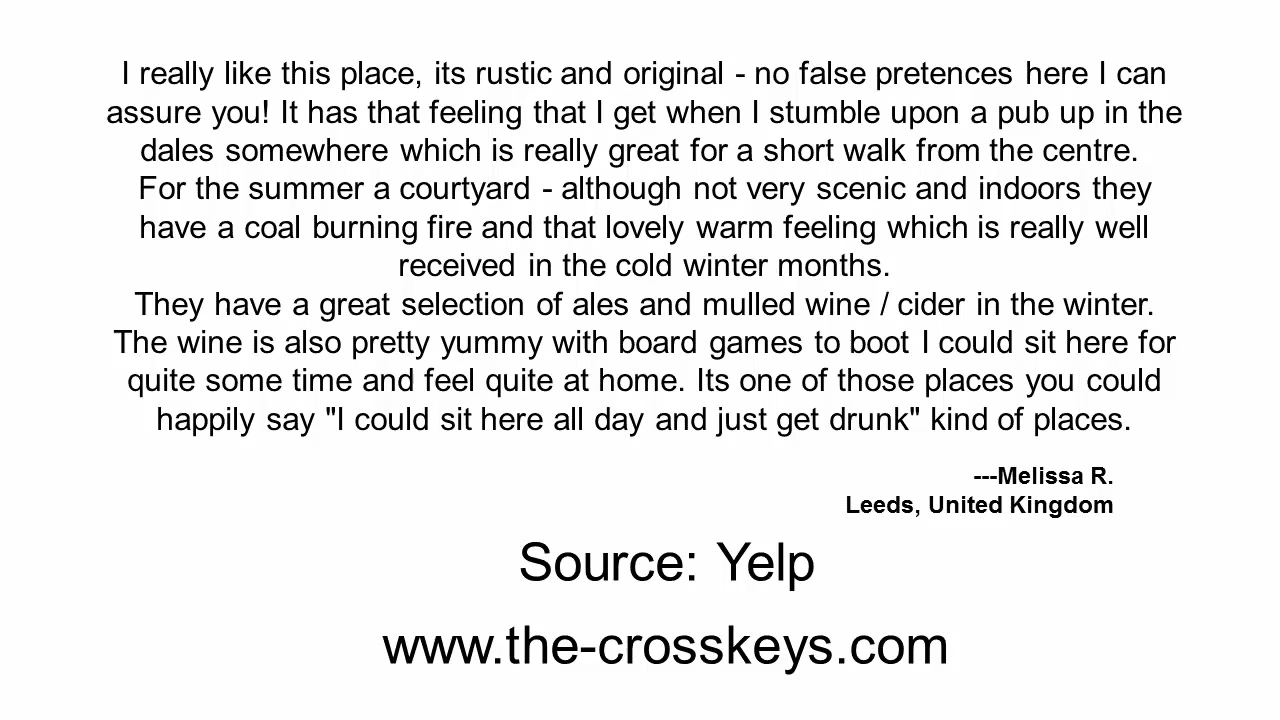 I really like this place, its rustic and original - no false pretences here I can
assure you! It has that feeling that I get when I stumble upon a pub up in the
dales somewhere which is really great for a short walk from the centre.
For the summer a courtyard - although not very scenic and indoors they
have a coal burning fire and that lovely warm feeling which is really well
received in the cold winter months.
They have a great selection of ales and mulled wine / cider in the winter.
The wine is also pretty yummy with board games to boot I could sit here for
quite some time and feel quite at home. Its one of those places you could
happily say "I could sit here all day and just get drunk" kind of places.
---Melissa R.
Leeds, United Kingdom
Source: Yelp
www.the-crosskeys.com